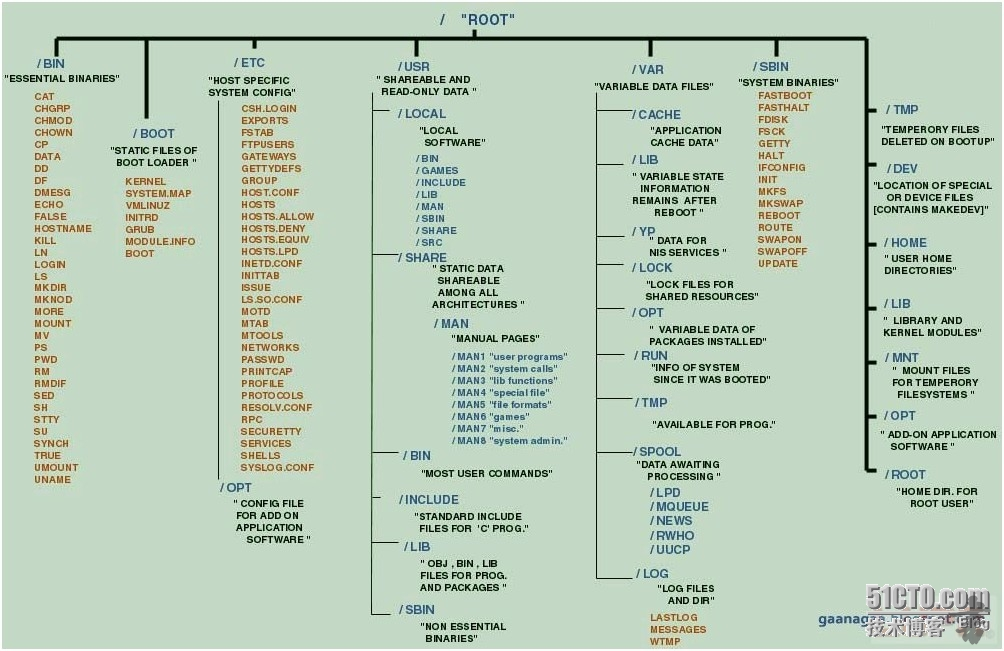 / "ROOT"
/BIN
"ESSENTIAL BINARIES"
CAT
CHGRP
CHMOD
CHOWN
CP
DATA
DD
DF
DMESG
ECHO
FALSE
HOSTNAME
KILL
LN
LOGIN
LS
MKDIR
MKNOD
MORE
MOUNT
MV
PS
PWD
RM
RMDIF
SED
SH
STTY
SU
SYNCH
TRUE
UMOUNT
UNAME
/BOOT
"STATIC FILES OF
BOOT LOADER "
KERNEL
SYSTEM.MAP
VMLINUZ
INITRD
GRUB
MODULE.INFO
BOOT
/ETC
"HOST SPECIFIC
SYSTEM CONFIG"
CSH.LOGIN
EXPORTS
FSTAB
FTPUSERS
GATEWAYS
GETTYDEFS
GROUP
HOST.CONF
HOSTS
HOSTS.ALLOW
HOSTS.DENY
HOSTS.EQUIV
HOSTS.LPD
INETD.CONF
INITTAB
ISSUE
LS.SO.CONF
MOTD
MTAB
MTOOLS
NETWORKS
PASSWD
PRINTCAP
PROFILE
PROTOCOLS
RESOLV.CONF
RPC
SECURETTY
SERVICES
SHELLS
SYSLOG.CONF
/OPT
" CONFIG FILE
FOR ADD ON
APPLICATION
SOFTWARE "
/USR
" SHAREABLE AND
READ-ONLY DATA "
/LOCAL
"LOCAL
SOFTWARE"
/BIN
/GAMES
/INCLUDE
/LIB
/MAN
/SBIN
/SHARE
/SRC
/SHARE
" STATIC DATA
SHAREABLE
AMONG ALL
ARCHITECTURES "
/MAN
"MANUAL PAGES"
/MAN1 "user programs"
/MAN2 "system calls"
/MAN3 "lib functions"
/MAN4 "special file"
/MAN5 "file formats"
/MAN6 "games"
/MAN7 "misc."
/MAN8 "system admin."
/BIN
"MOST USER COMMANDS"
/INCLUDE
"STANDARD INCLUDE
FILES FOR 'C' PROG."
/LIB
" OBJ , BIN , LIB
FILES FOR PROG.
AND PACKAGES "
/SBIN
"NON ESSENTIAL
BINARIES"
/VAR
"VARIABLE DATA FILES"
/CACHE
"APPLICATION
CACHE DATA"
/LIB
" VARIABLE STATE
INFORMATION
REMAINS AFTER
REBOOT "
/YP
" DATA FOR
NIS SERVICES "
/LOCK
"LOCK FILES FOR
SHARED RESOURCES"
/OPT
" VARIABLE DATA OF
PACKAGES INSTALLED"
/RUN
"INFO OF SYSTEM
SINCE IT WAS BOOTED"
/TMP
"AVAILABLE FOR PROG."
/SPOOL
"DATA AWAITING
PROCESSING "
/LPD
/MQUEUE
/NEWS
/RWHO
/UUCP
/LOG
"LOG FILES
AND DIR"
LASTLOG
MESSAGES
WTMP
/SBIN
"SYSTEM BINARIES"
FASTBOOT
FASTHALT
FDISK
FSCK
GETTY
HALT
IFCONFIG
INIT
MKFS
MKSWAP
REBOOT
ROUTE
SWAPON
SWAPOFF
UPDATE
/TMP
"TEMPERORY FILES
DELETED ON BOOTUP"
/DEV
"LOCATION OF SPECIAL
OR DEVICE FILES
[CONTAINS MAKEDEV]"
/HOME
" USER HOME
DIRECTORIES"
/LIB
" LIBRARY AND
KERNEL MODULES"
/MNT
" MOUNT FILES
FOR TEMPERORY
FILESYSTEMS "
/OPT
" ADD-ON APPLICATION
SOFTWARE "
/ROOT
"HOME DIR. FOR
ROOT USER"
51CTO.com
技术博客 Blog